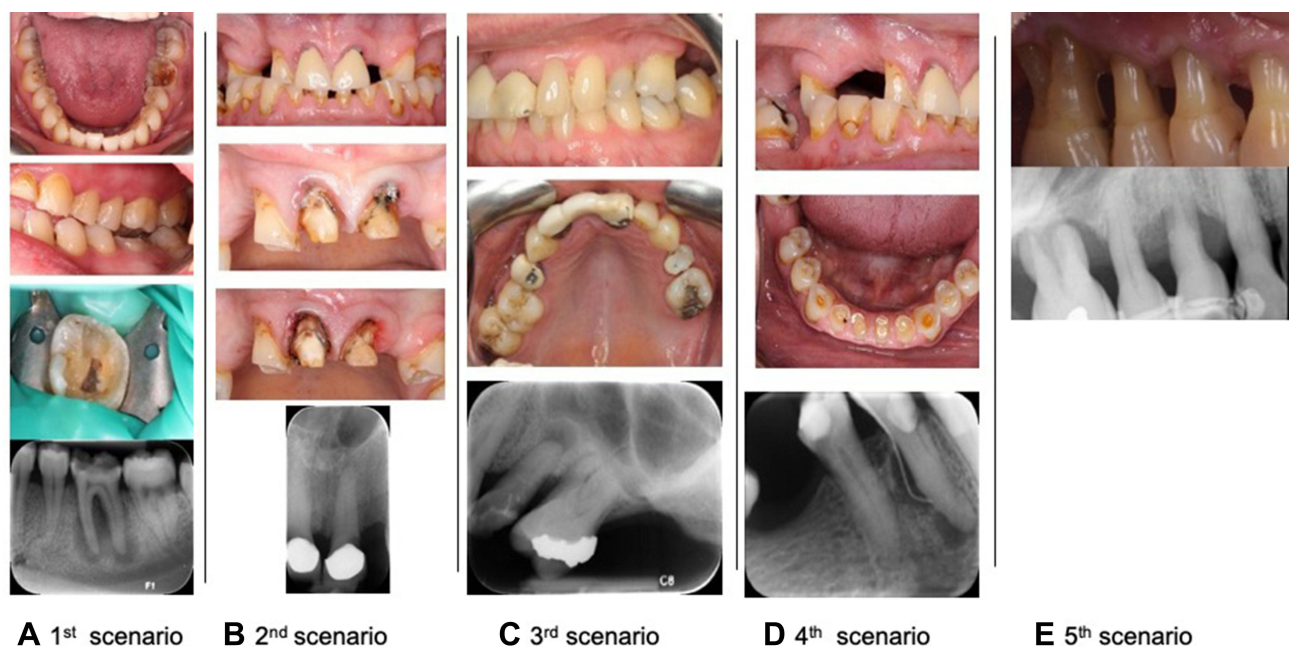 F1
C8
A 1st scenario
B 2nd scenario
C 3rd scenario
D 4th scenario
E 5th scenario